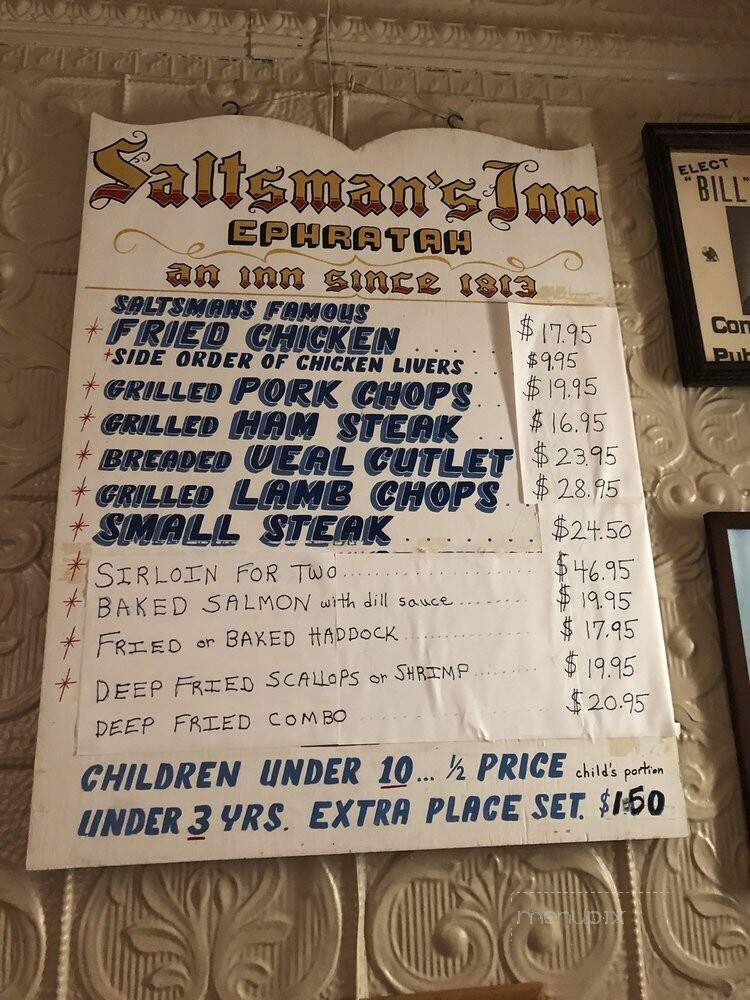 Saltsman's Inn
EPHRATAH
an inn since 1813
SALTSMANS FAMOUS
* FRIED CHICKEN . . . . . $17.95
*SIDE ORDER OF CHICKEN LIVERS . . $9.95
* GRILLED PORK CHOPS . . $19.95
* GRILLED HAM STEAK . . $16.95
* BREADED VEAL CUTLET $23.95
* GRILLED LAMB CHOPS . . $28.95
* SMALL STEAK . . . . . . . $24.50
* SIRLOIN FOR TWO .................... $46.95
* BAKED SALMON with dill sauce .......... $19.95
* FRIED or BAKED HADDOCK ............... $17.95
* DEEP FRIED SCALLOPS or SHRIMP ......... $19.95
DEEP FRIED COMBO .................... $20.95
CHILDREN UNDER 10... ½ PRICE child's portion
UNDER 3 YRS. EXTRA PLACE SET. $1.50
ELECT
"BILL"
Con
Pub
menupix